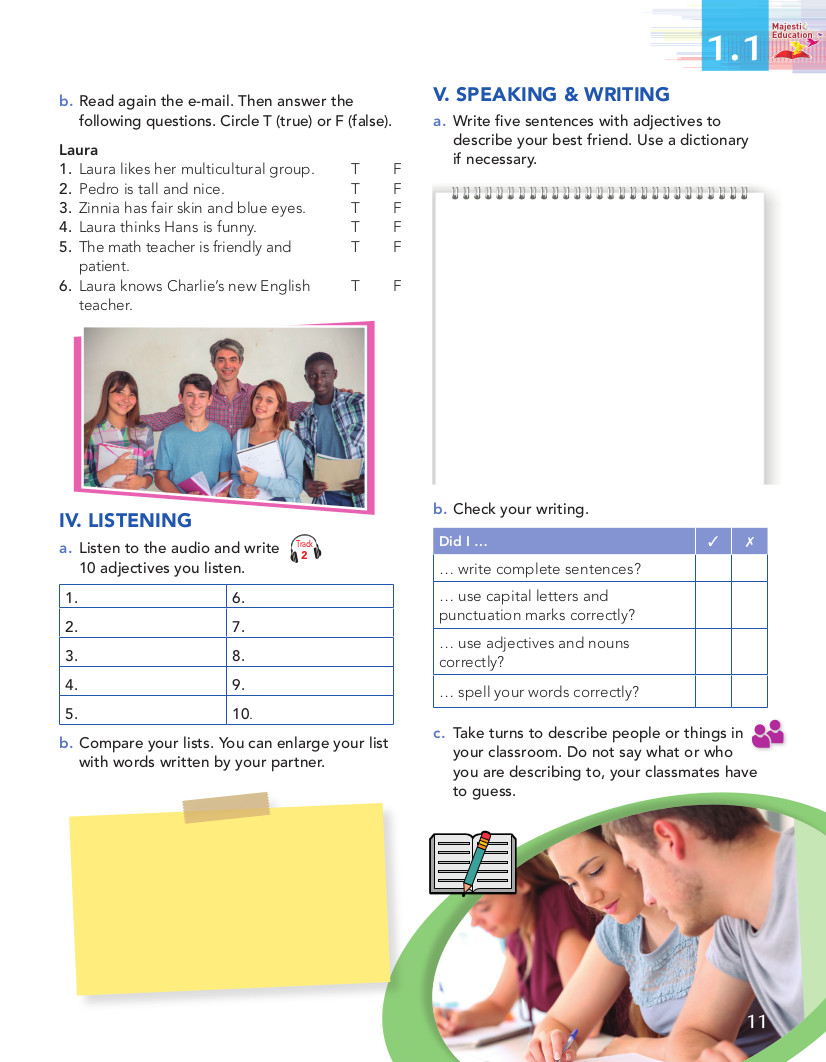 1.1
Majestic
Education
b. Read again the e-mail. Then answer the
following questions. Circle T (true) or F (false).
Laura
1. Laura likes her multicultural group. T F
2. Pedro is tall and nice. T F
3. Zinnia has fair skin and blue eyes. T F
4. Laura thinks Hans is funny. T F
5. The math teacher is friendly and T F
patient.
6. Laura knows Charlie’s new English T F
teacher.
IV. LISTENING
a. Listen to the audio and write
10 adjectives you listen.
Track
2
1. 6.
2. 7.
3. 8.
4. 9.
5. 10.
b. Compare your lists. You can enlarge your list
with words written by your partner.
V. SPEAKING & WRITING
a. Write five sentences with adjectives to
describe your best friend. Use a dictionary
if necessary.
b. Check your writing.
Did I … ✓ ✗
… write complete sentences?
… use capital letters and
punctuation marks correctly?
… use adjectives and nouns
correctly?
… spell your words correctly?
c. Take turns to describe people or things in
your classroom. Do not say what or who
you are describing to, your classmates have
to guess.
11